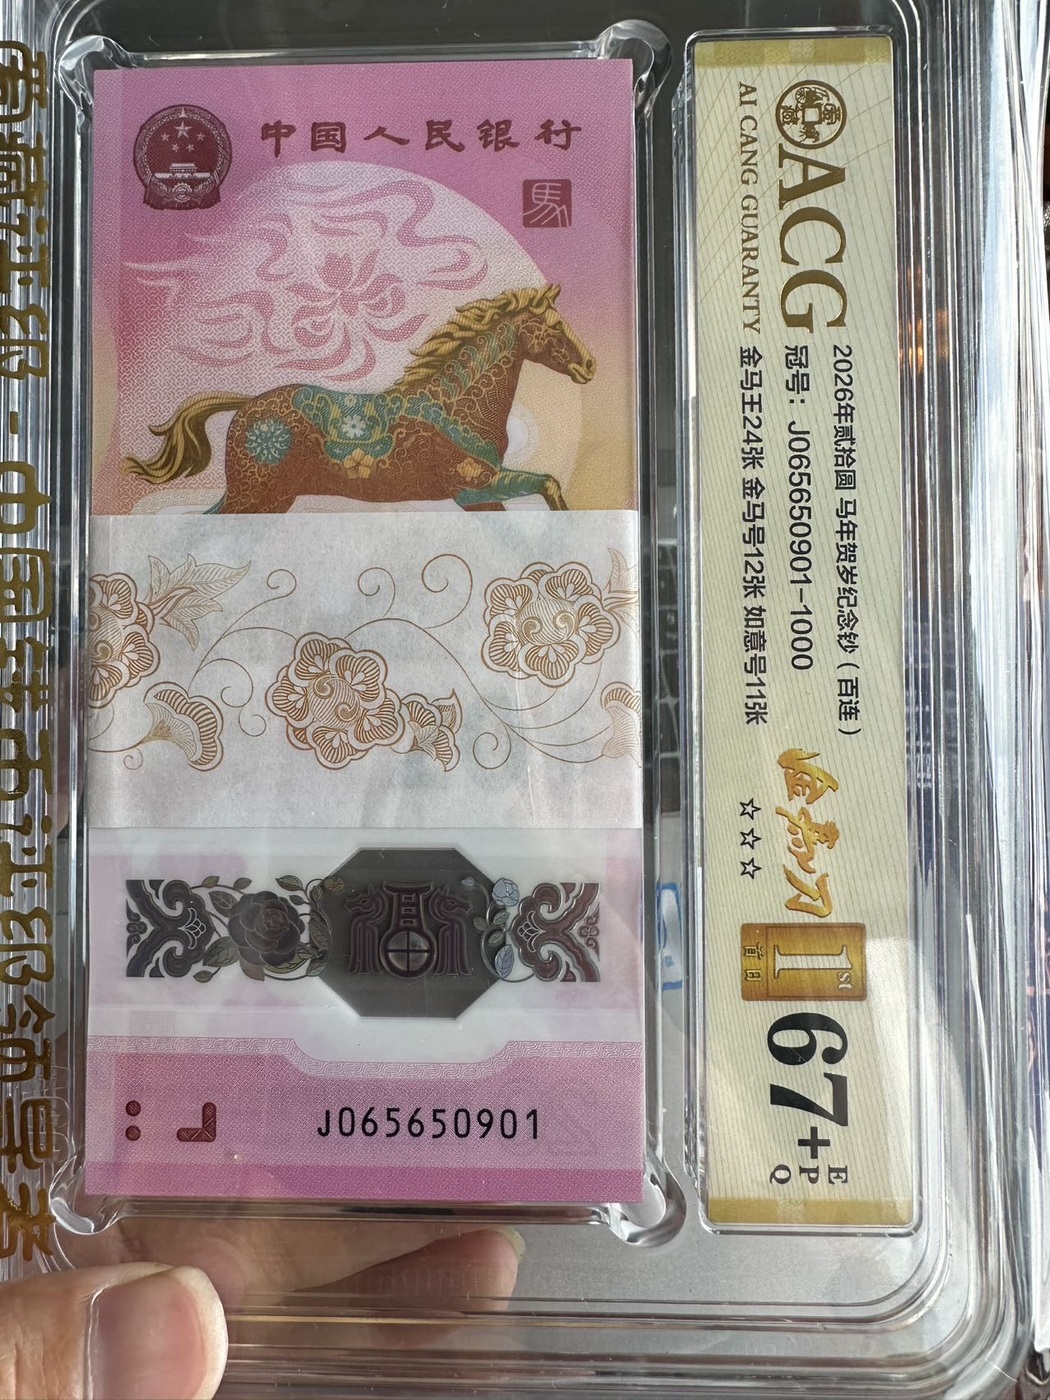 中国人民银行
馬
J065650901
ACG
AI CANG GUARANTY
2026年贰拾圆 马年贺岁纪念钞（百连）
冠号：J065650901-1000
金马王24张 金马号12张 如意号11张
☆☆☆
1st
首日
67+
EPQ